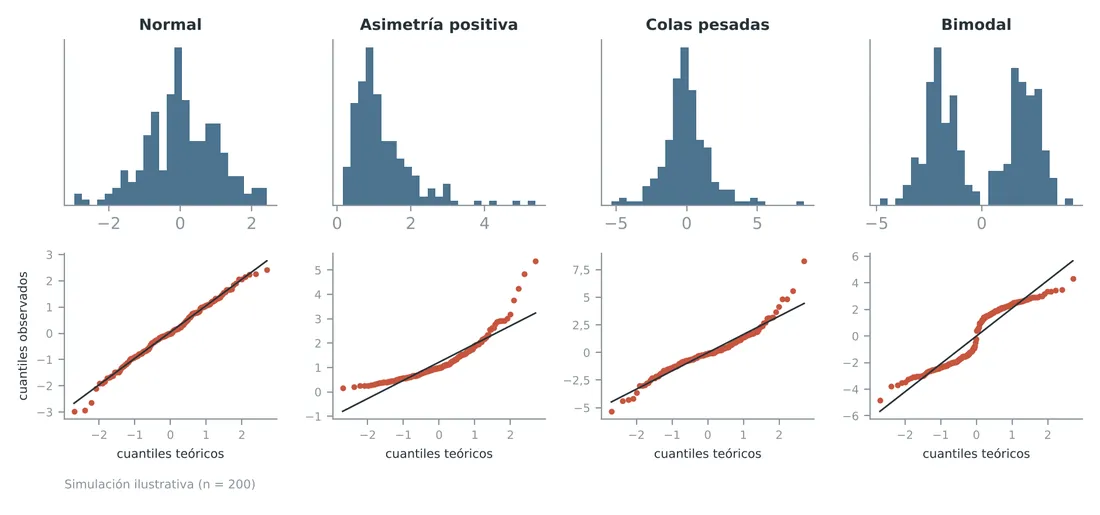 Normal
Asimetría positiva
Colas pesadas
Bimodal
−2 0 2
0 2 4
−5 0 5
−5 0
cuantiles observados
3
2
1
0
−1
−2
−3
−2 −1 0 1 2
cuantiles teóricos
5
4
3
2
1
0
−1
−2 −1 0 1 2
cuantiles teóricos
7,5
5
2,5
0
−2,5
−5
−2 −1 0 1 2
cuantiles teóricos
6
4
2
0
−2
−4
−6
−2 −1 0 1 2
cuantiles teóricos
Simulación ilustrativa (n = 200)